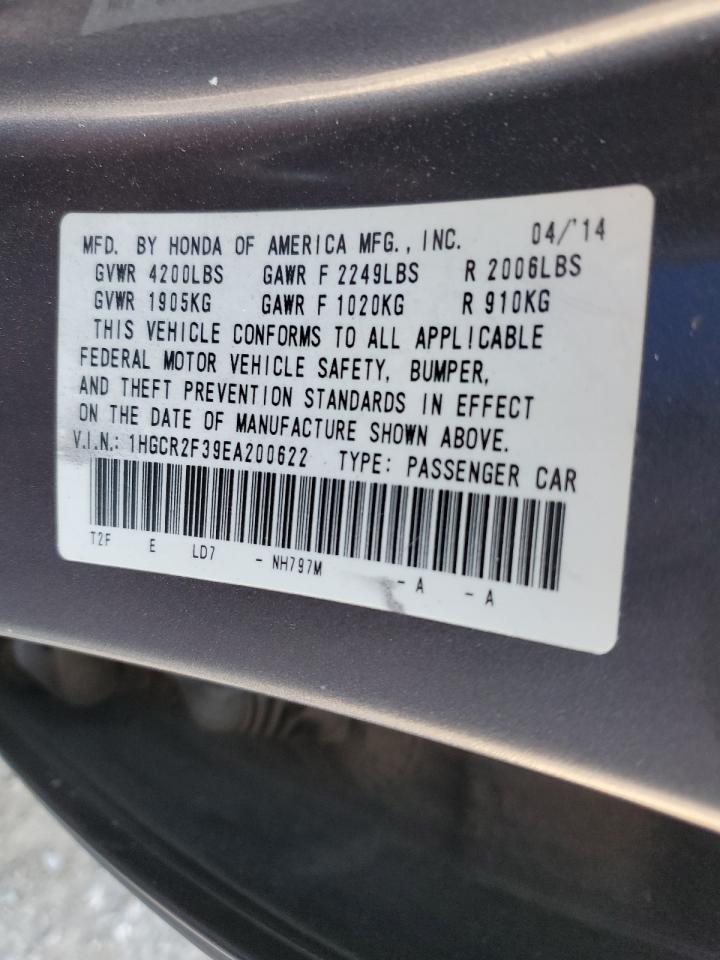 MFD. BY HONDA OF AMERICA MFG., INC. 04/'14
GVWR 4200LBS GAWR F 2249LBS R 2006LBS
GVWR 1905KG GAWR F 1020KG R 910KG
THIS VEHICLE CONFORMS TO ALL APPLICABLE
FEDERAL MOTOR VEHICLE SAFETY, BUMPER,
AND THEFT PREVENTION STANDARDS IN EFFECT
ON THE DATE OF MANUFACTURE SHOWN ABOVE.
V.I.N.: 1HGCR2F39EA200622 TYPE: PASSENGER CAR
T2F E LD7 - NH797M - A - A